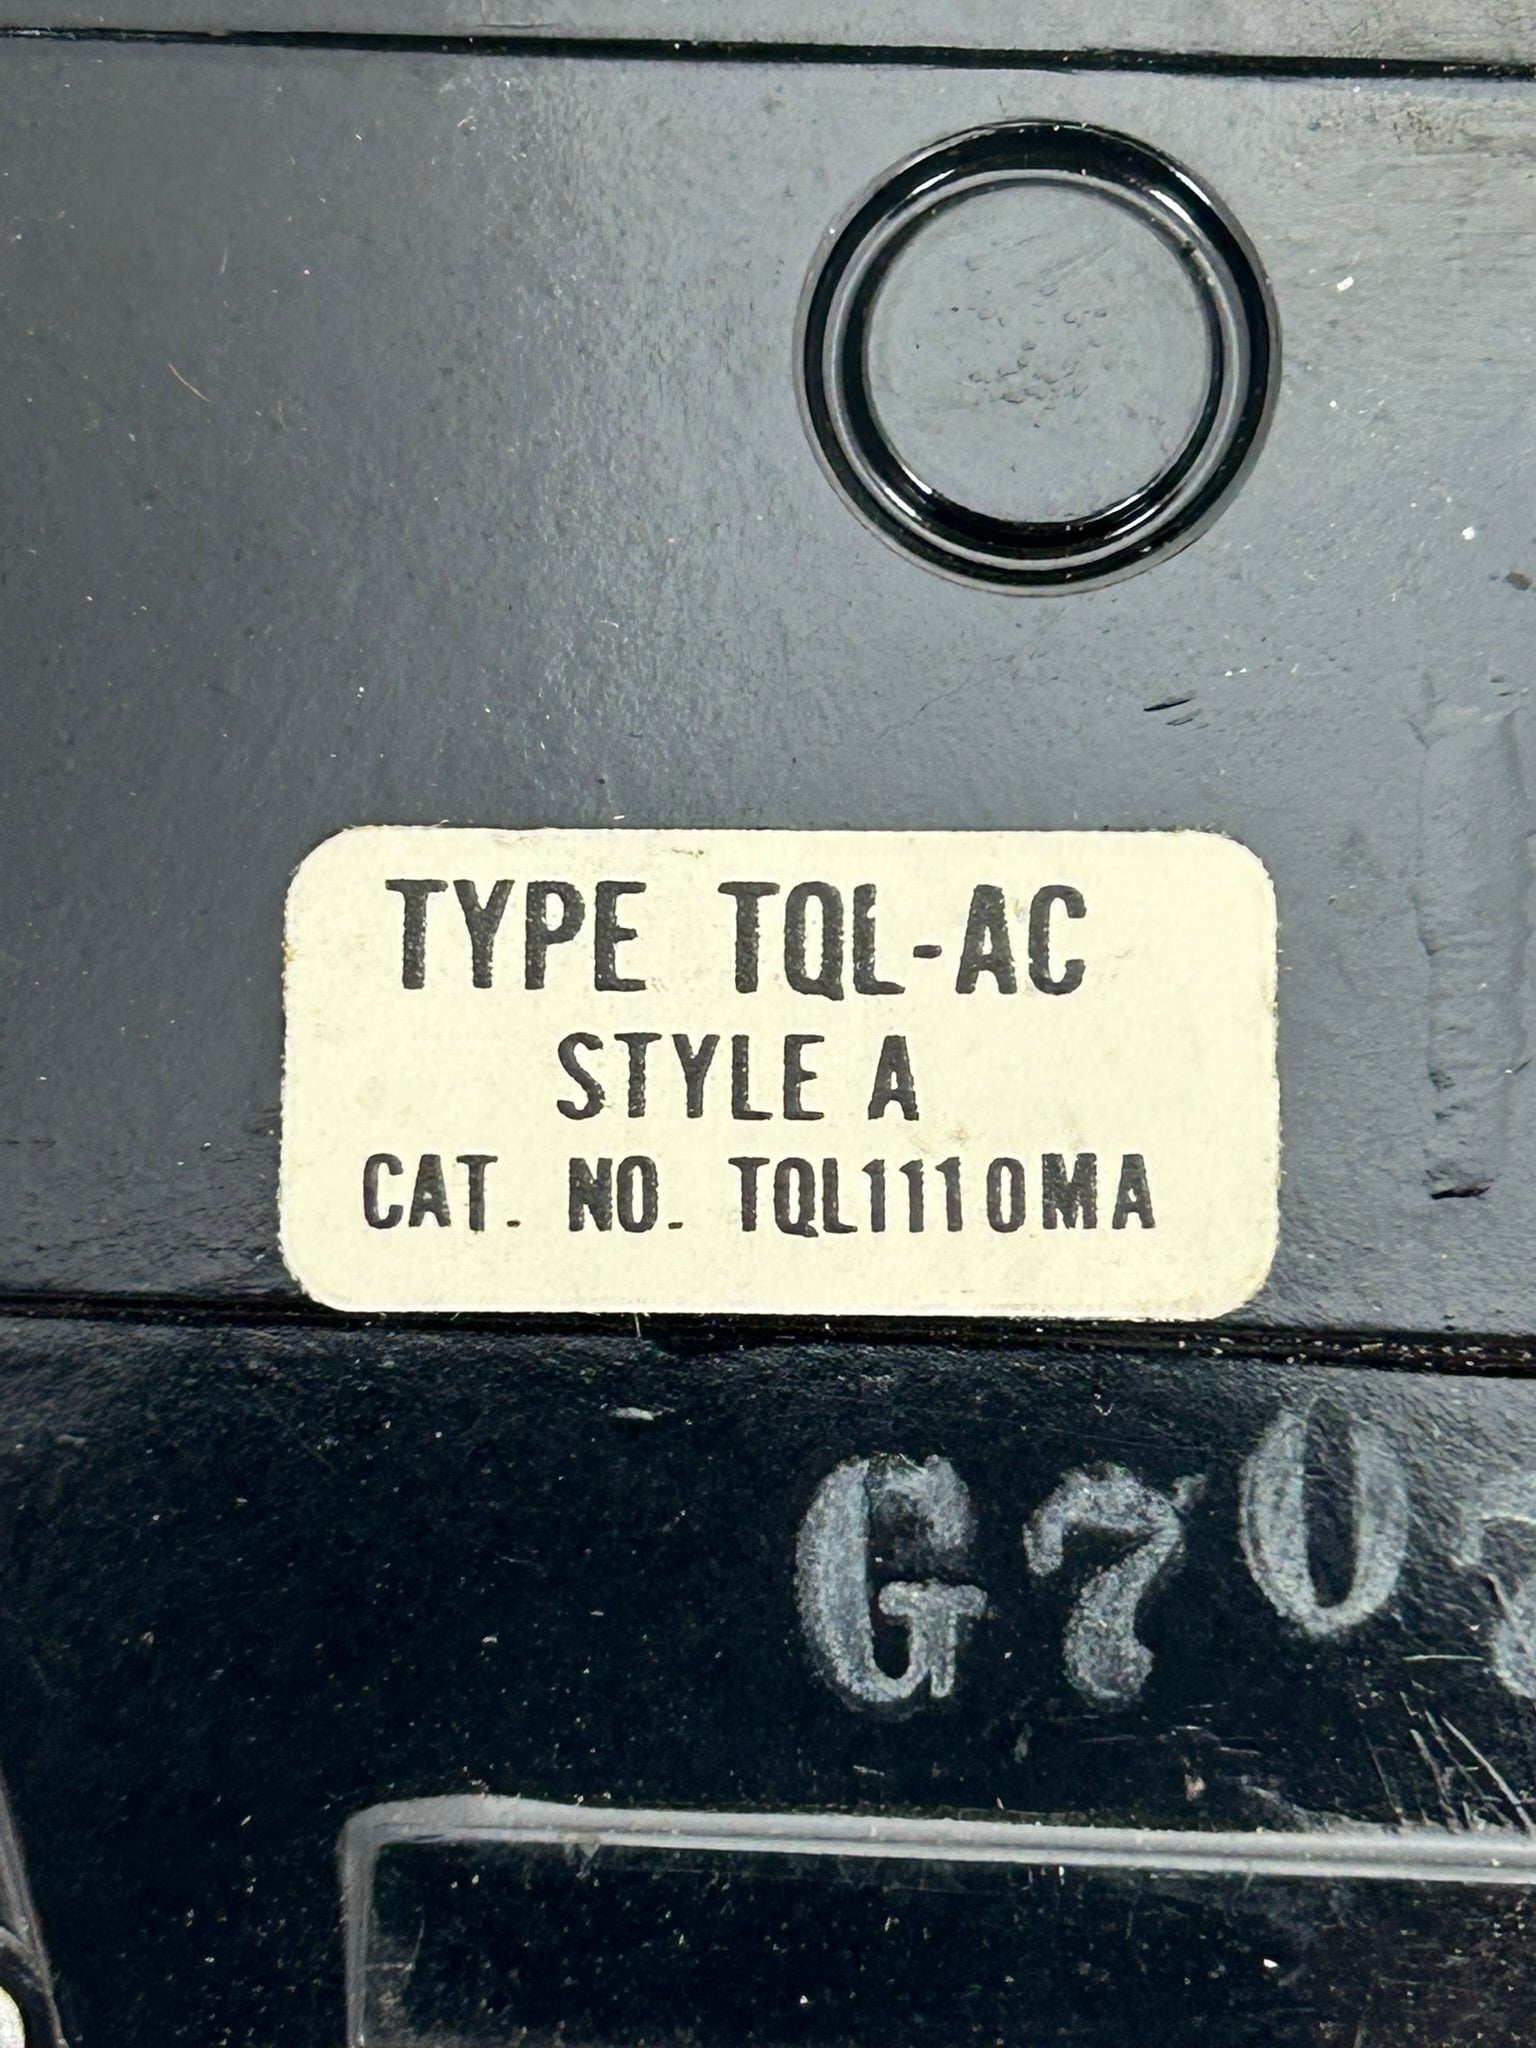 TYPE TQL-AC
STYLE A
CAT. NO. TQL1110MA
G70